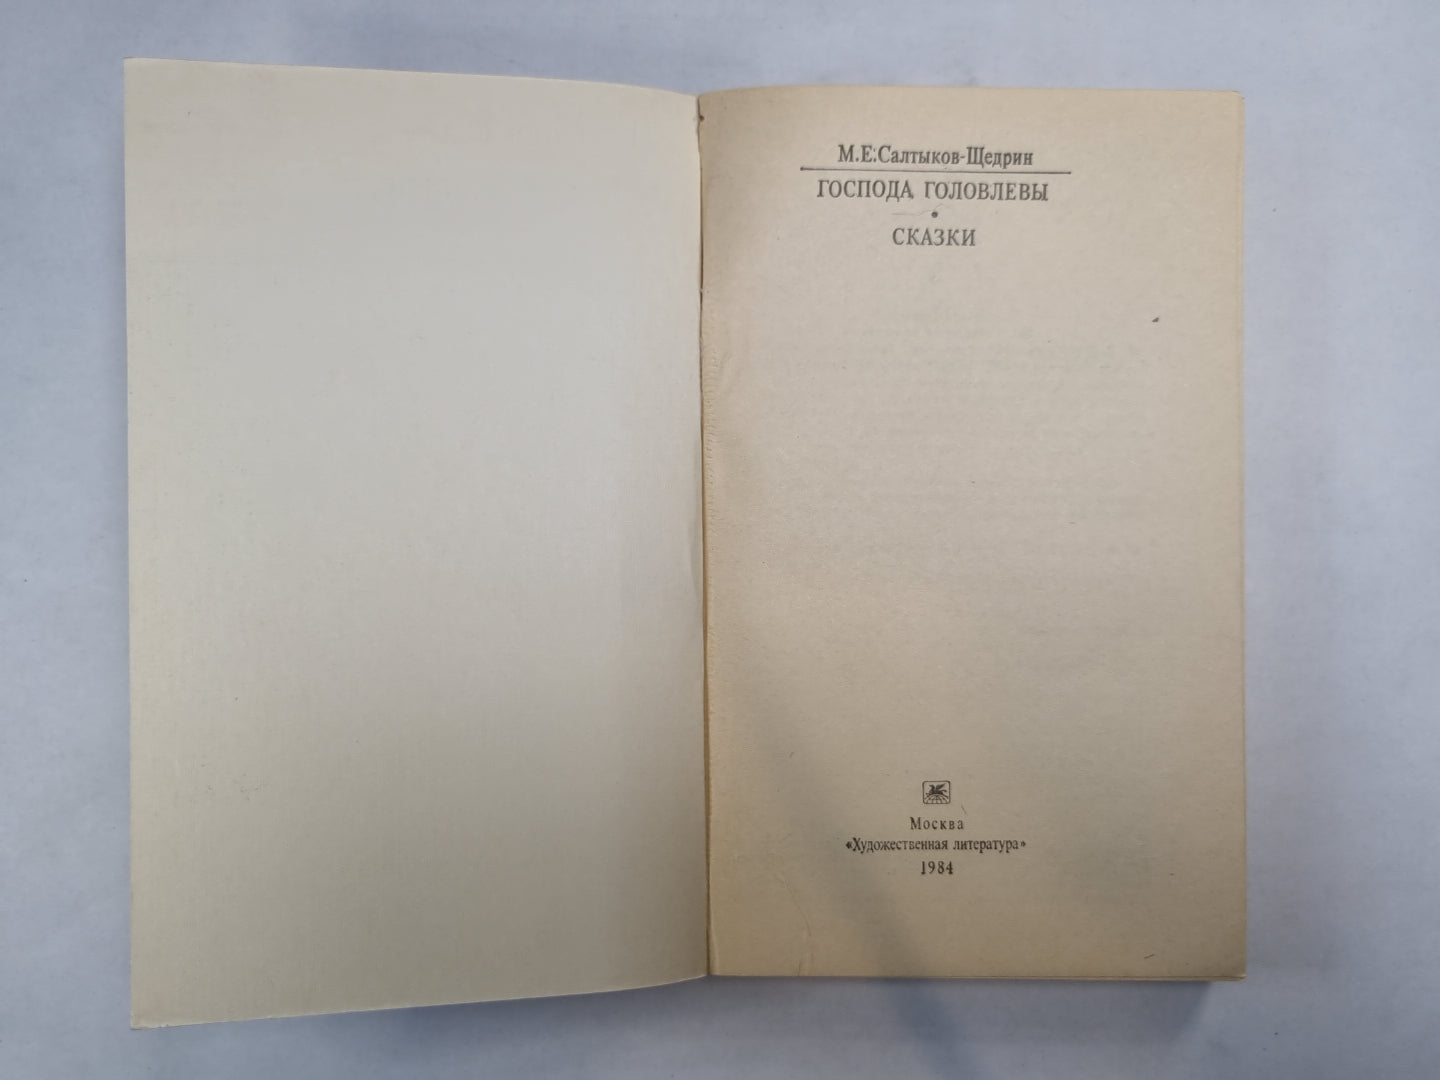 М.Е.Салтыков-Щедрин
ГОСПОДА ГОЛОВЛЕВЫ
•
СКАЗКИ
Москва
«Художественная литература»
1984